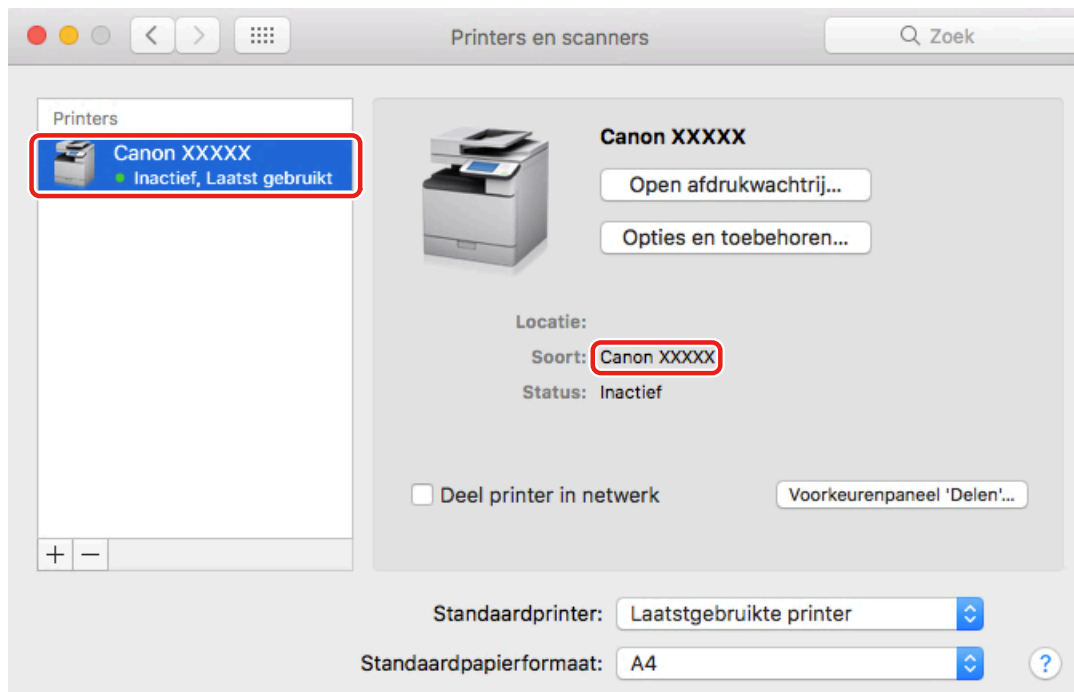 Printers en scanners
Zoek
Printers
Canon XXXXX
Inactief, Laatst gebruikt
Canon XXXXX
Open afdrukwachtrij...
Opties en toebehoren...
Locatie:
Soort: Canon XXXXX
Status: Inactief
Deel printer in netwerk
Voorkeurenpaneel 'Delen'...
+ −
Standaardprinter: Laatstgebruikte printer
Standaardpapierformaat: A4
?